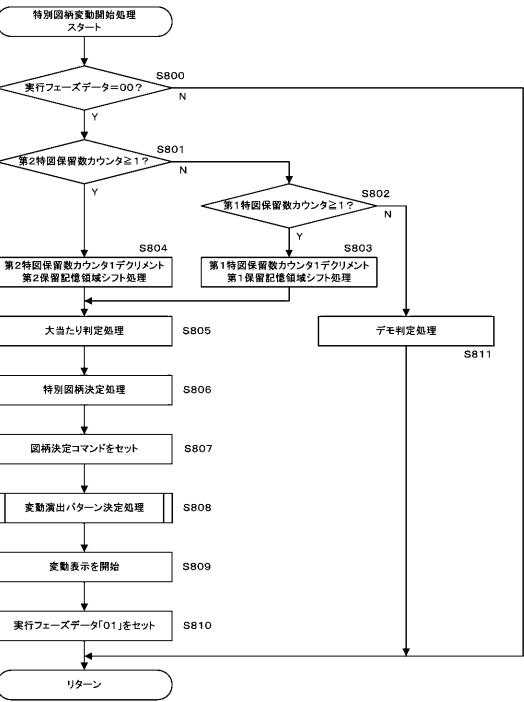 特別図柄変動開始処理
スタート
S800
実行フェーズデータ=00?
N
Y
S801
第2特図保留数カウンタ≧1?
N
Y
S802
第1特図保留数カウンタ≧1?
N
Y
S804
第2特図保留数カウンタ1デクリメント
第2保留記憶領域シフト処理
S803
第1特図保留数カウンタ1デクリメント
第1保留記憶領域シフト処理
大当たり判定処理
S805
デモ判定処理
S811
特別図柄決定処理
S806
図柄決定コマンドをセット
S807
変動演出パターン決定処理
S808
変動表示を開始
S809
実行フェーズデータ「01」をセット
S810
リターン